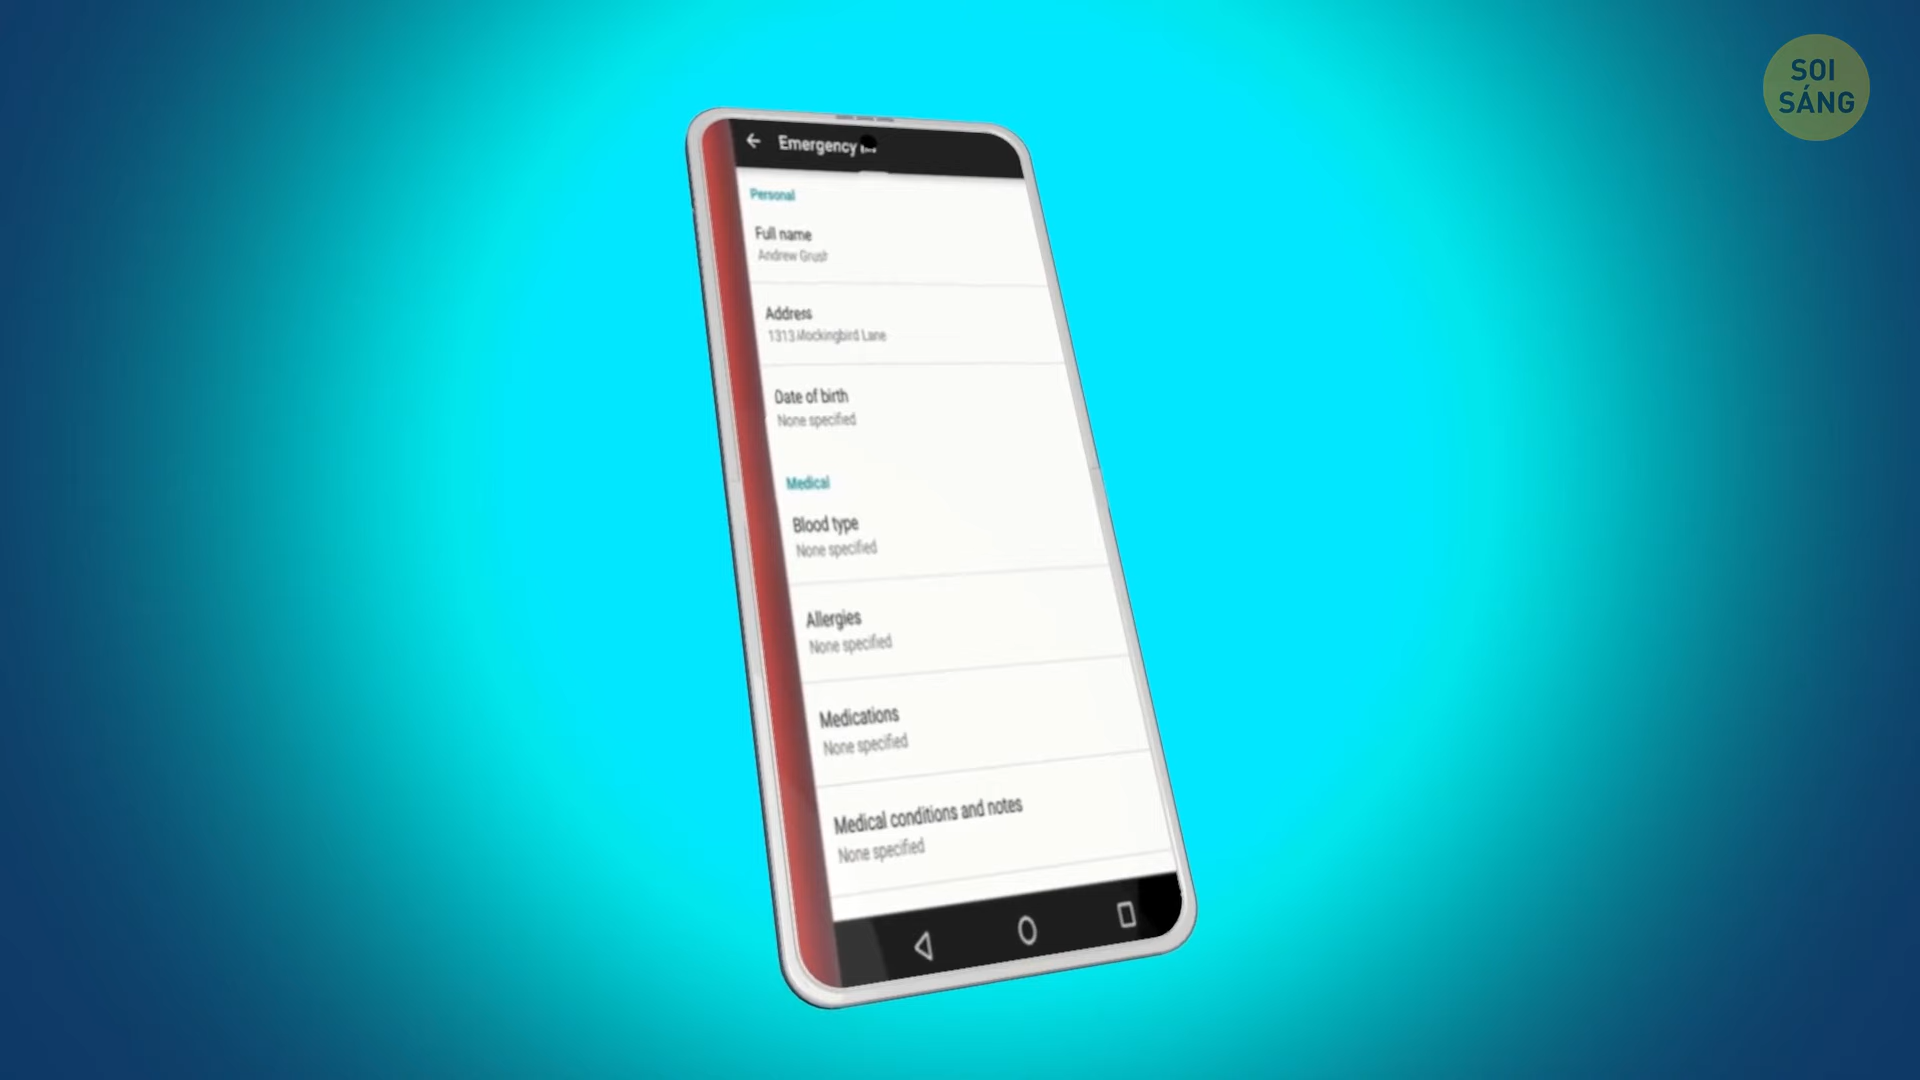 SOI
SÁNG
Emergency
Personal
Full name
Andrew
Address
1313 Mockingbird Lane
Date of birth
None specified
Medical
Blood type
None specified
Allergies
None specified
Medications
None specified
Medical conditions and notes
None specified